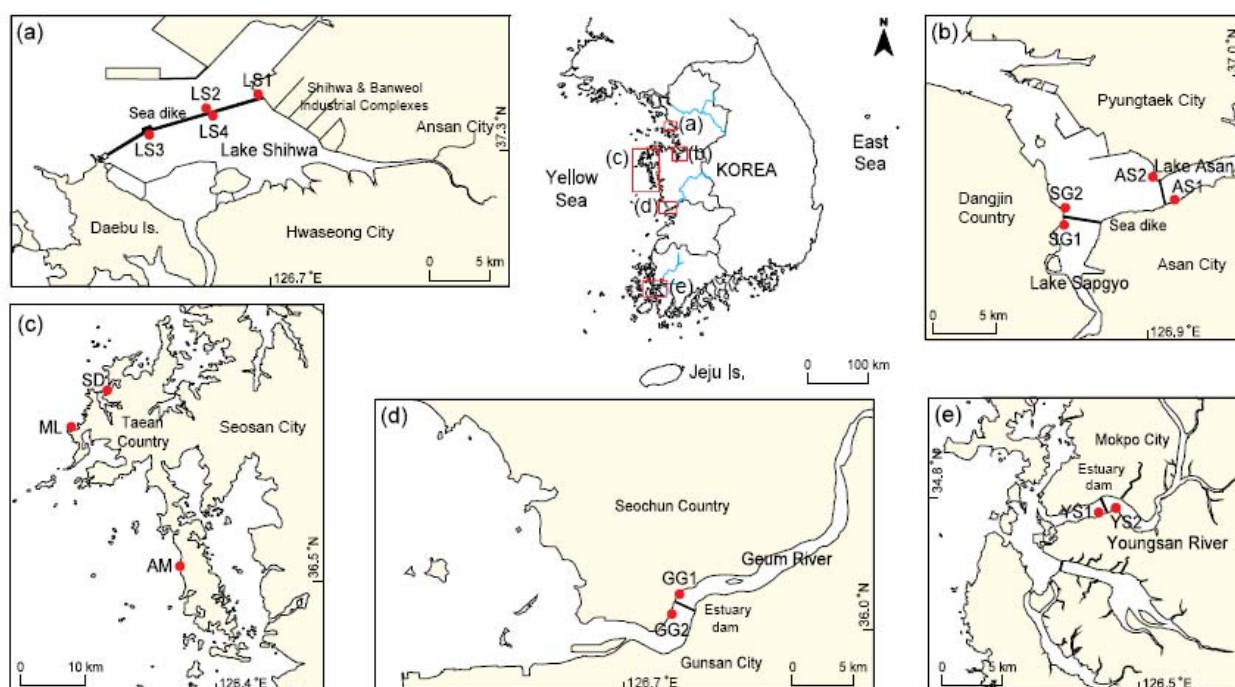 (a)
LS1
LS2
Shihwa & Banweol
Industrial Complexes
Sea dike
LS4
Ansan City
LS3
Lake Shihwa
37.3°N
Daebu Is.
Hwaseong City
0 5 km
126.7°E
N
(a)
(b)
(c)
KOREA
East
Sea
Yellow
Sea
(d)
(e)
Jeju Is.
0 100 km
(b)
37.0°N
Pyungtaek City
Lake Asan
AS2
AS1
Dangjin
Country
SG2
Sea dike
SG1
Asan City
Lake Sapgyo
0 5 km
126.9°E
(c)
SD
ML
Taean
Country
Seosan City
AM
36.5°N
0 10 km
126.4°E
(d)
Seochun Country
Geum River
GG1
Estuary
dam
GG2
36.0°N
Gunsan City
0 5 km
126.7°E
(e)
Mokpo City
34.8°N
Estuary
dam
YS1
YS2
Youngsan River
0 5 km
126.5°E